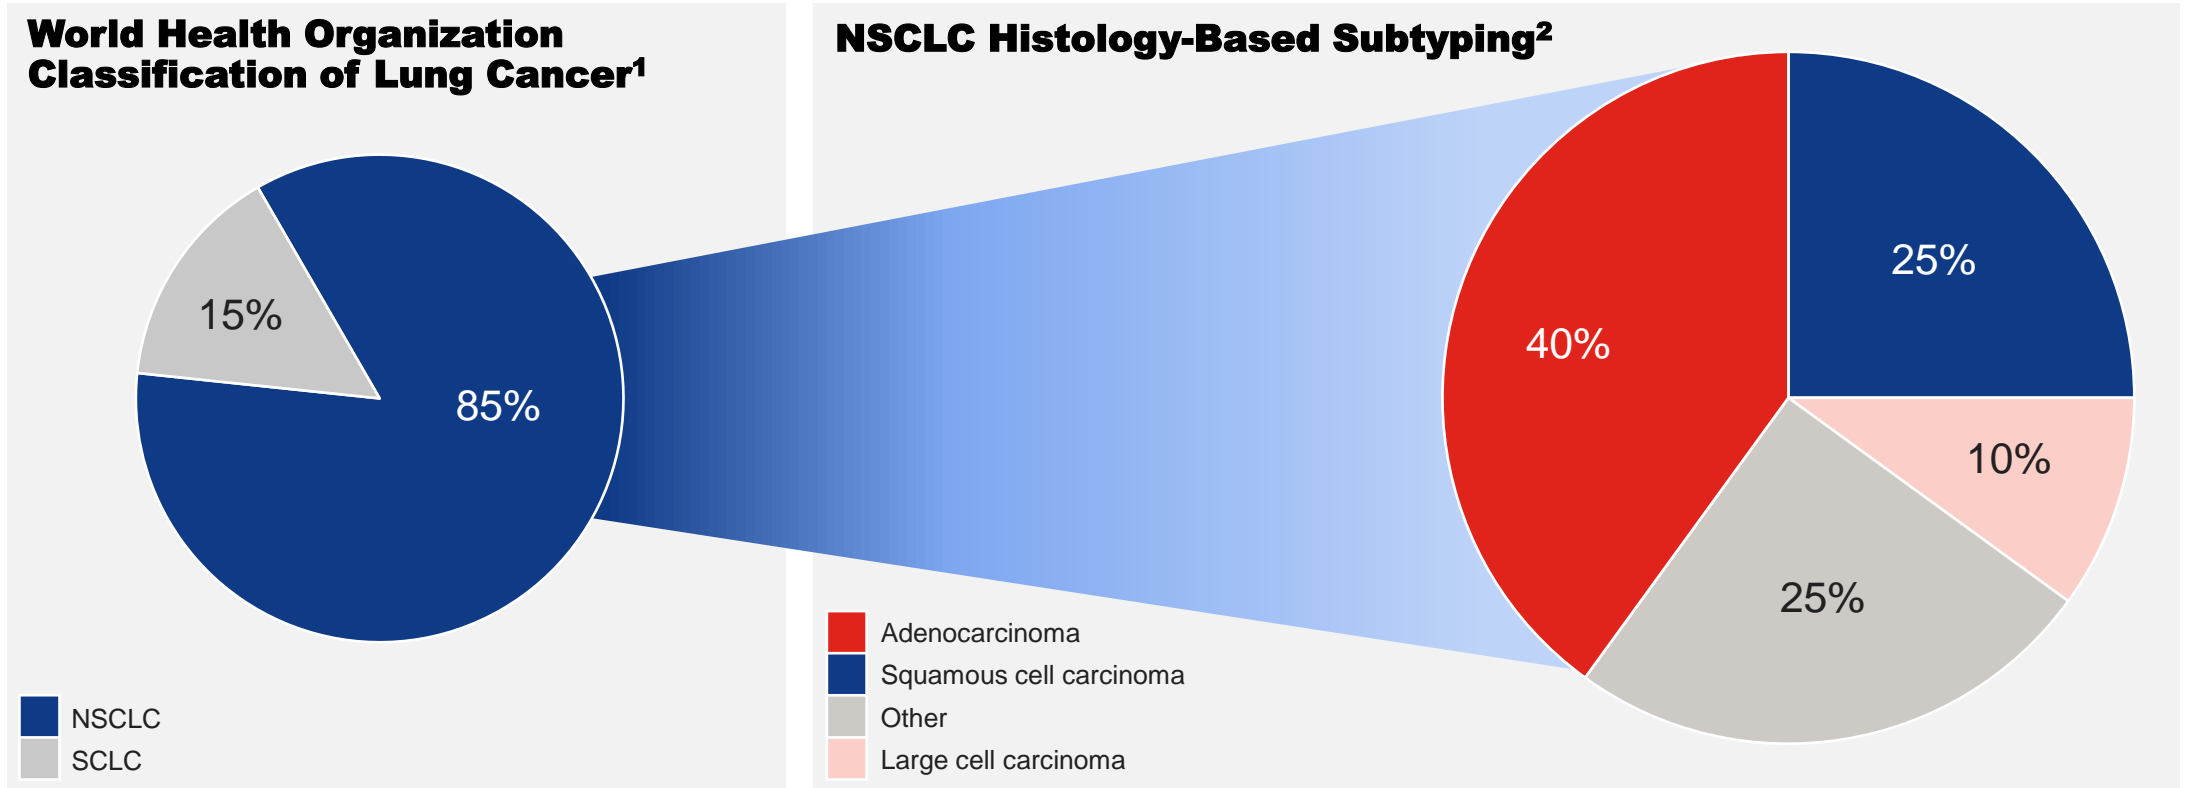 World Health Organization
Classification of Lung Cancer¹
15%
85%
NSCLC
SCLC
NSCLC Histology-Based Subtyping²
25%
40%
10%
25%
Adenocarcinoma
Squamous cell carcinoma
Other
Large cell carcinoma